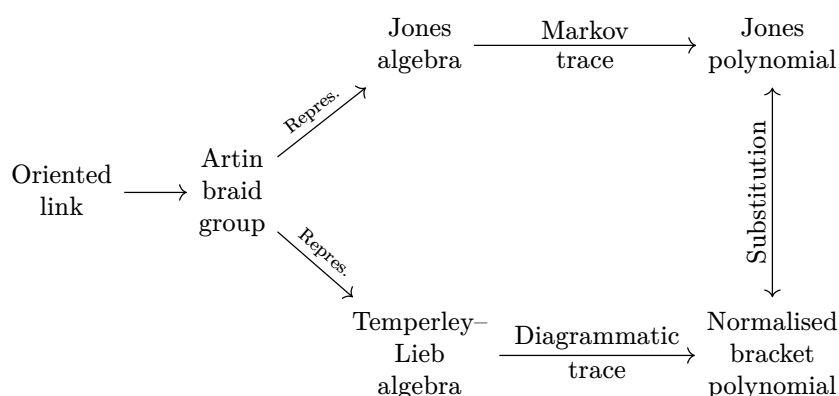 Jones
algebra
Markov
trace
Jones
polynomial
Repres.
Oriented
link
Artin
braid
group
Substitution
Repres.
Temperley–
Lieb
algebra
Diagrammatic
trace
Normalised
bracket
polynomial